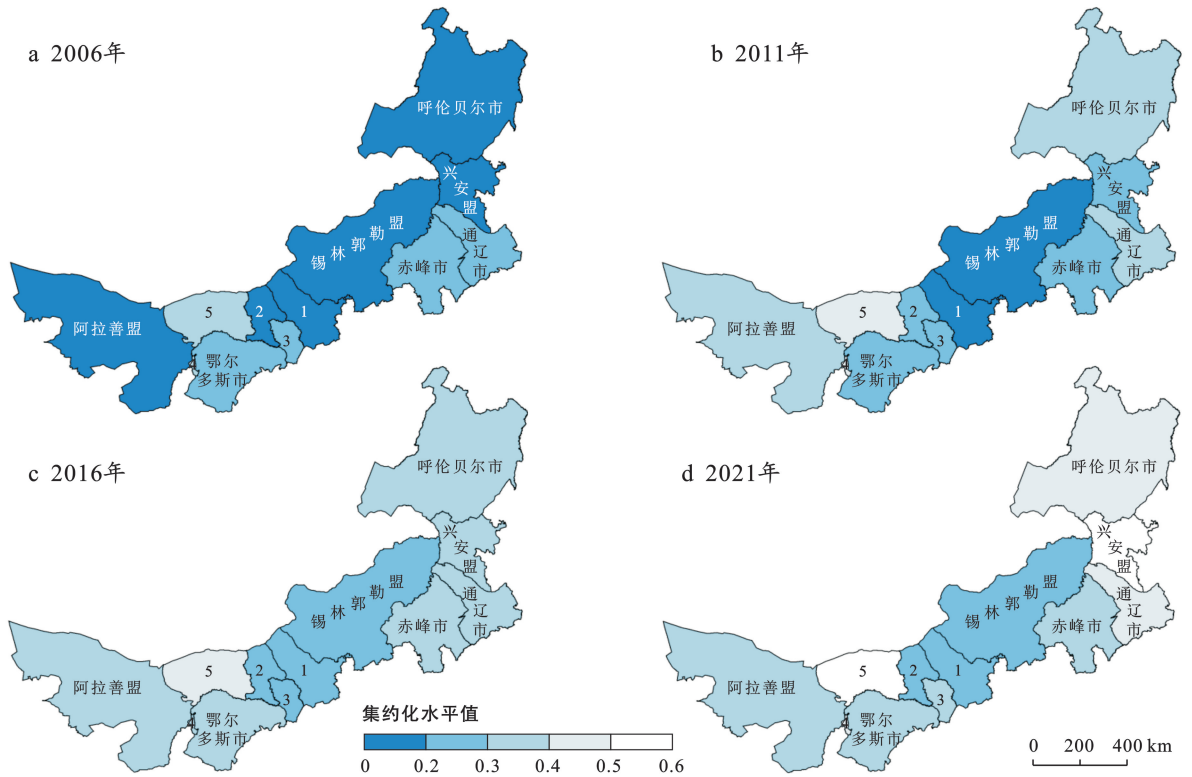 a 2006年
呼伦贝尔市
兴安盟
锡林郭勒盟
通辽市
赤峰市
阿拉善盟
5
2
1
3
4
鄂尔
多斯市
b 2011年
呼伦贝尔市
兴安盟
锡林郭勒盟
通辽市
赤峰市
阿拉善盟
5
2
1
3
4
鄂尔
多斯市
c 2016年
呼伦贝尔市
兴安盟
锡林郭勒盟
通辽市
赤峰市
阿拉善盟
5
2
1
3
4
鄂尔
多斯市
d 2021年
呼伦贝尔市
兴安盟
锡林郭勒盟
通辽市
赤峰市
阿拉善盟
5
2
1
3
4
鄂尔
多斯市
集约化水平值
0 0.2 0.3 0.4 0.5 0.6
0 200 400 km